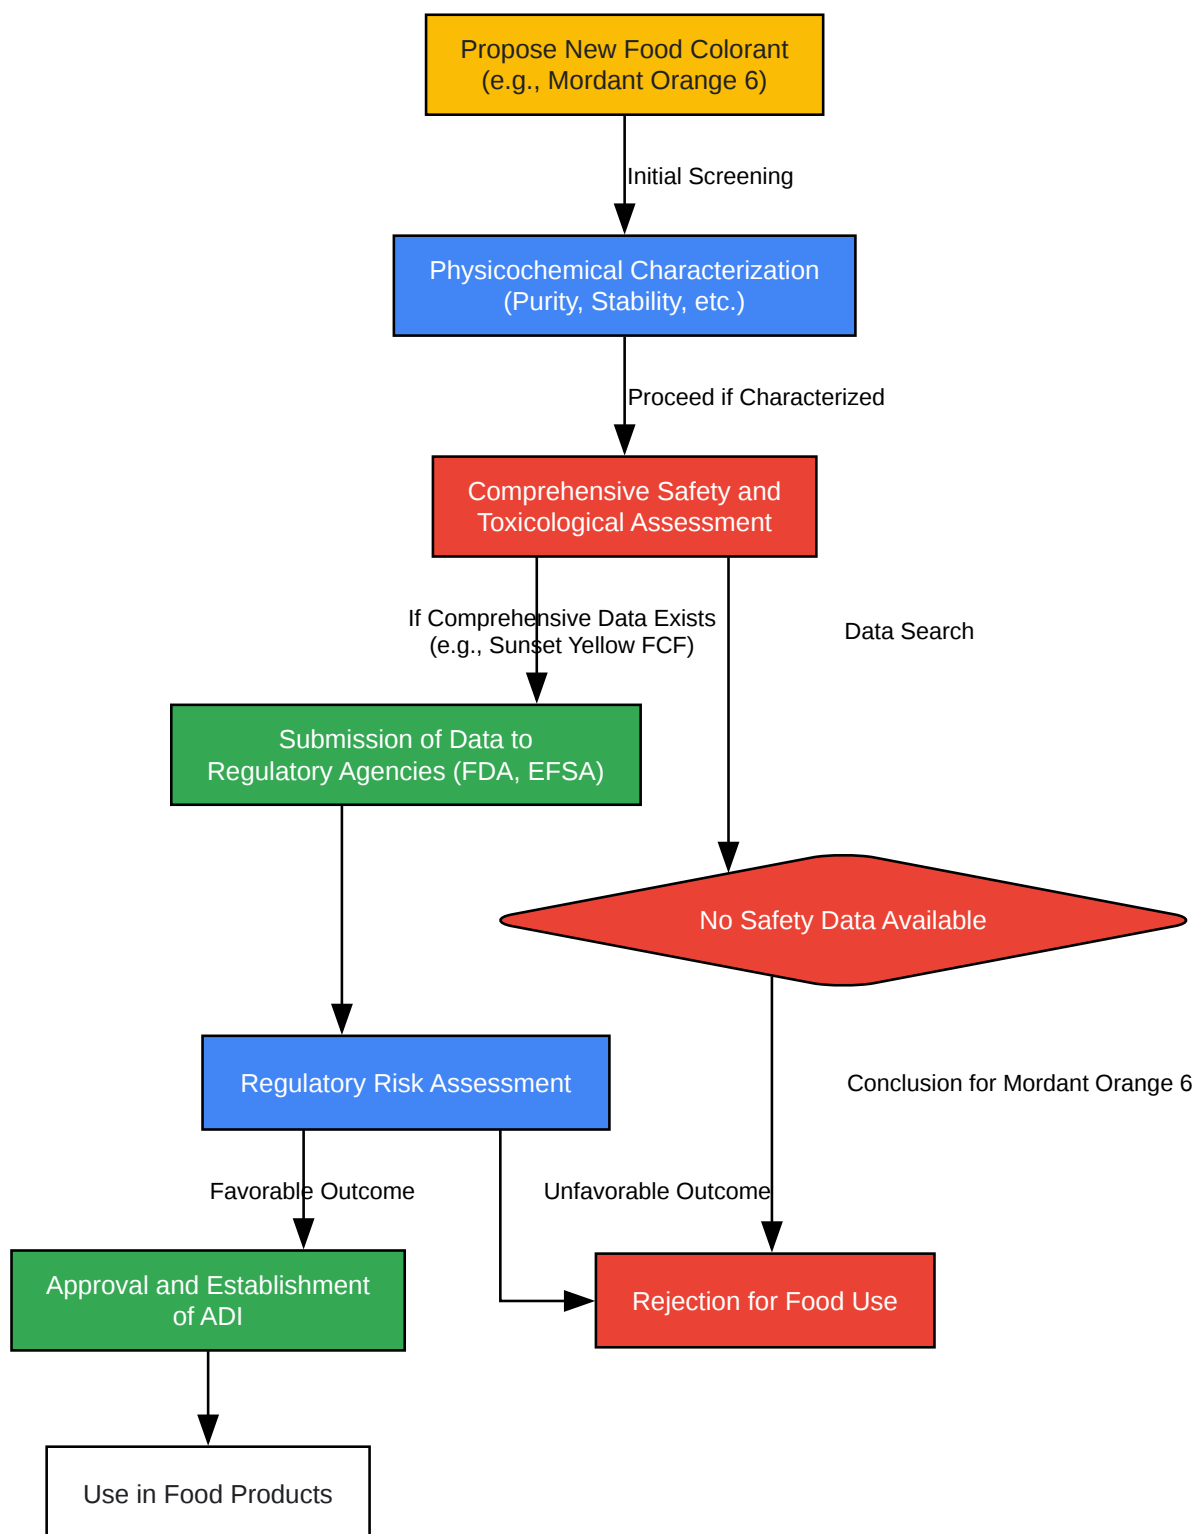 Propose New Food Colorant
(e.g., Mordant Orange 6)
Initial Screening
Physicochemical Characterization
(Purity, Stability, etc.)
Proceed if Characterized
Comprehensive Safety and
Toxicological Assessment
If Comprehensive Data Exists
(e.g., Sunset Yellow FCF)
Data Search
Submission of Data to
Regulatory Agencies (FDA, EFSA)
No Safety Data Available
Regulatory Risk Assessment
Conclusion for Mordant Orange 6
Favorable Outcome
Unfavorable Outcome
Approval and Establishment
of ADI
Rejection for Food Use
Use in Food Products